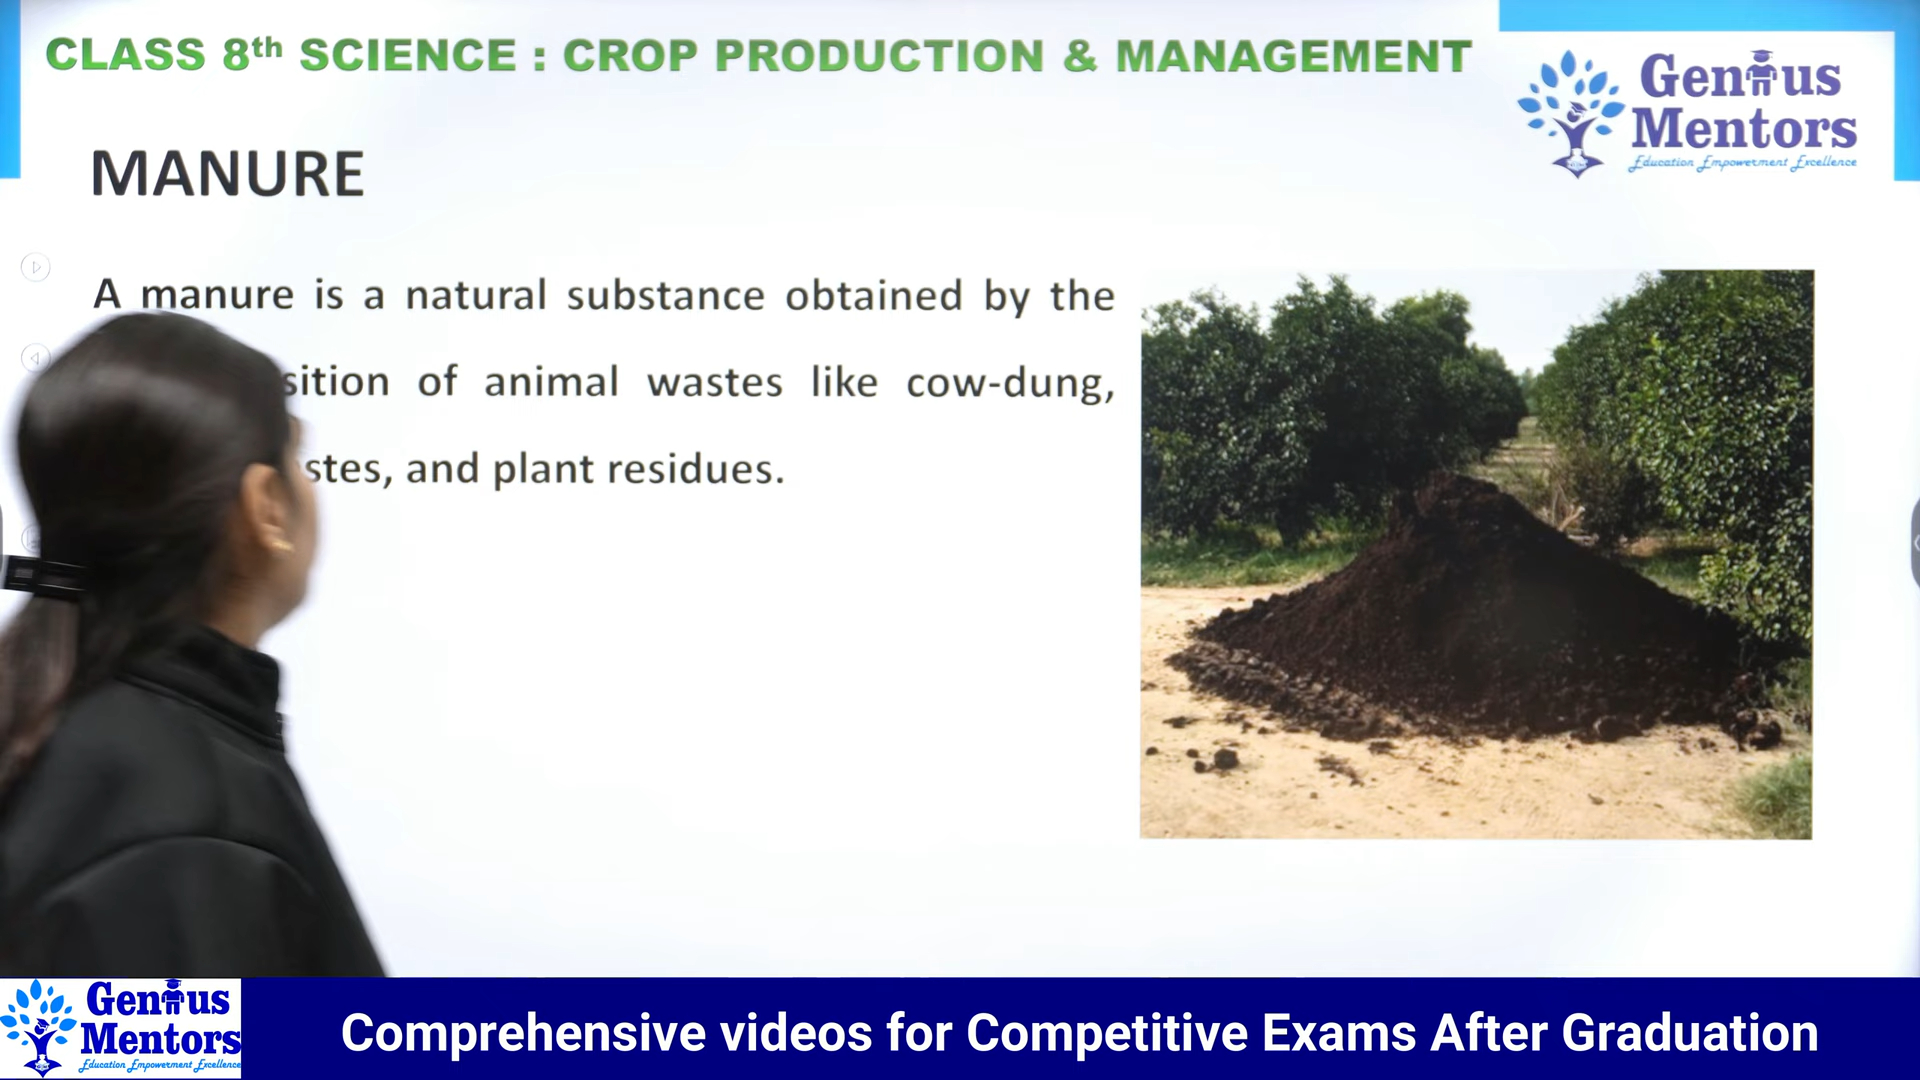 CLASS 8th SCIENCE : CROP PRODUCTION & MANAGEMENT
Genius
Mentors
Education Empowerment Excellence
MANURE
A manure is a natural substance obtained by the
sition of animal wastes like cow-dung,
stes, and plant residues.
Genius
Mentors
Education Empowerment Excellence
Comprehensive videos for Competitive Exams After Graduation